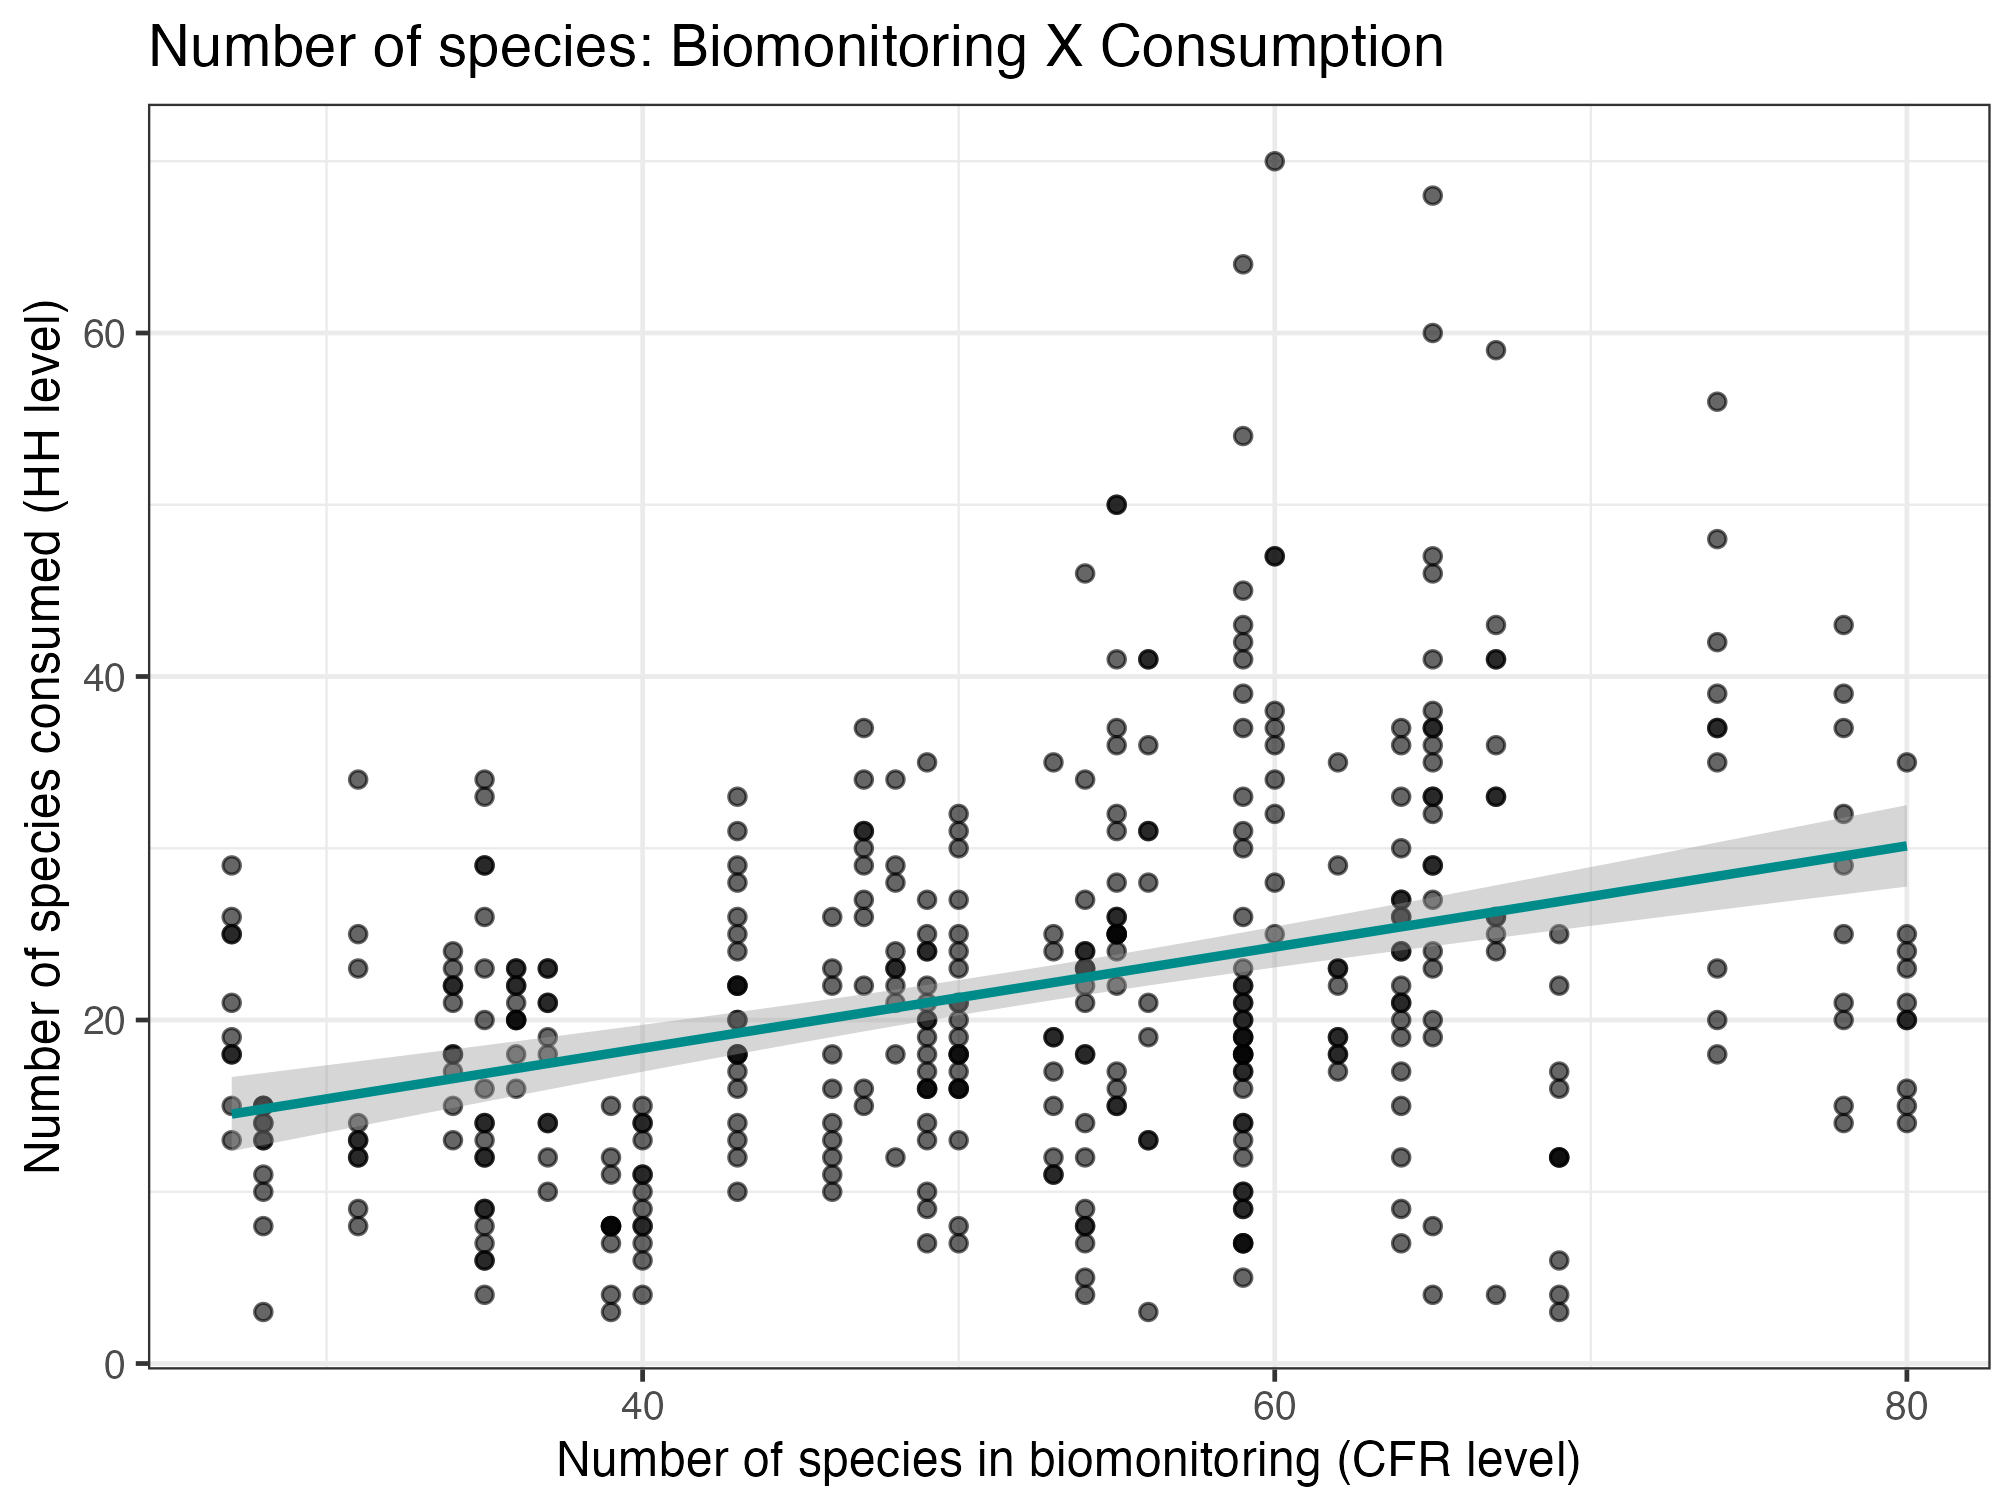 Number of species: Biomonitoring X Consumption
Number of species consumed (HH level)
60
40
20
0
40
60
80
Number of species in biomonitoring (CFR level)